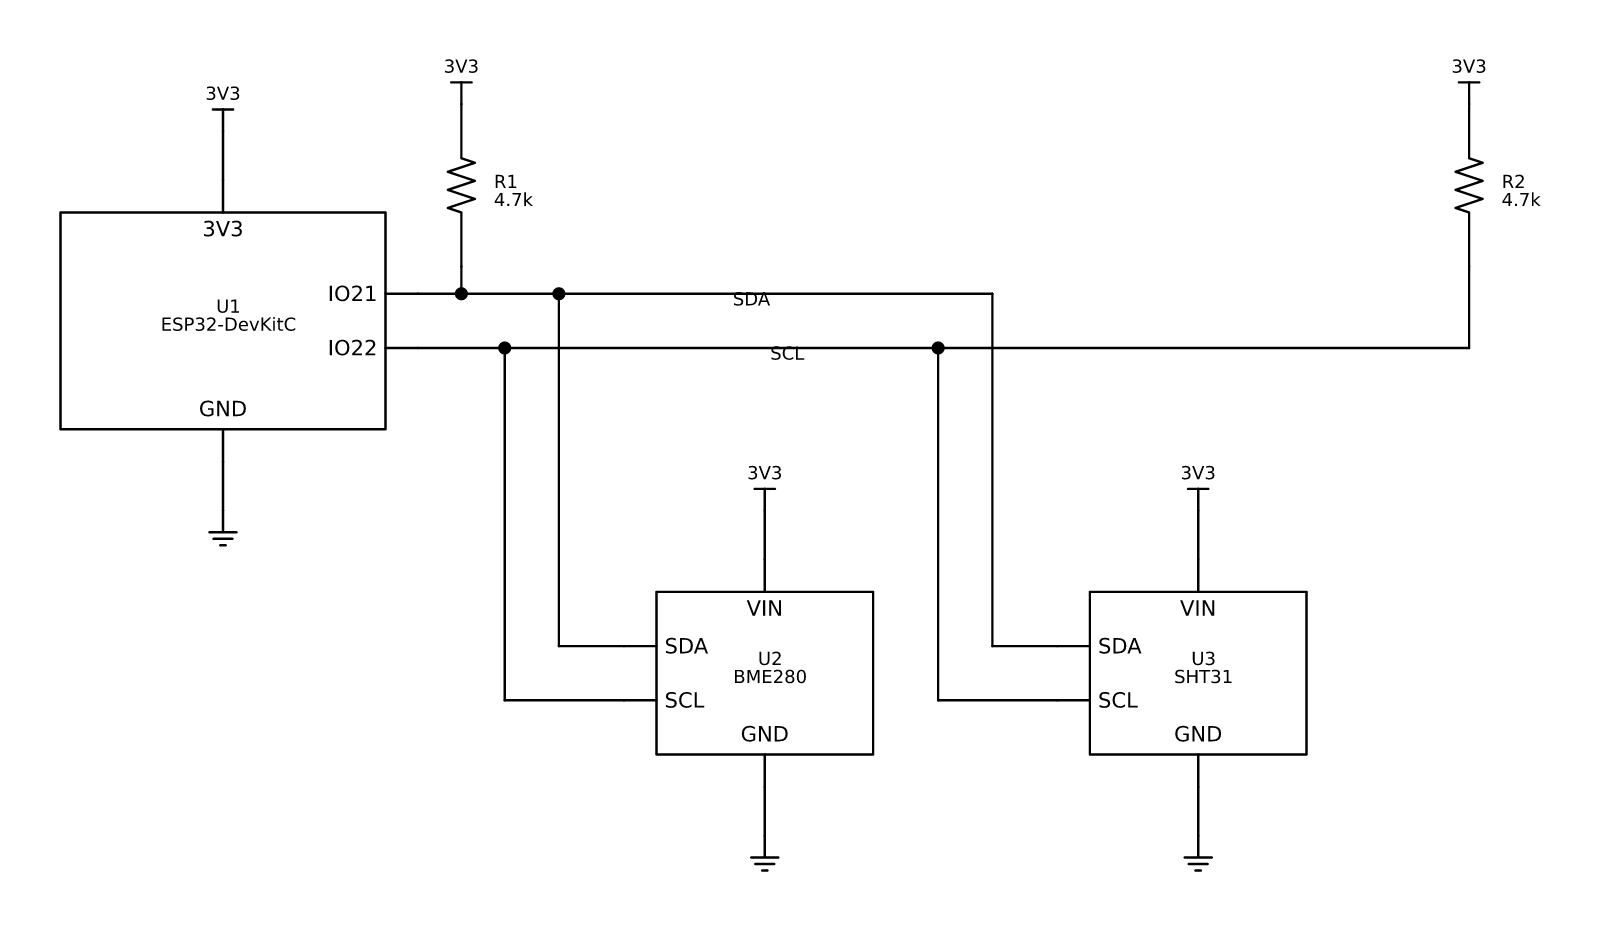 3V3
3V3
3V3
R1
4.7k
R2
4.7k
3V3
IO21
U1
ESP32-DevKitC
IO22
GND
SDA
SCL
3V3
3V3
VIN
SDA
U2
BME280
SCL
GND
VIN
SDA
U3
SHT31
SCL
GND